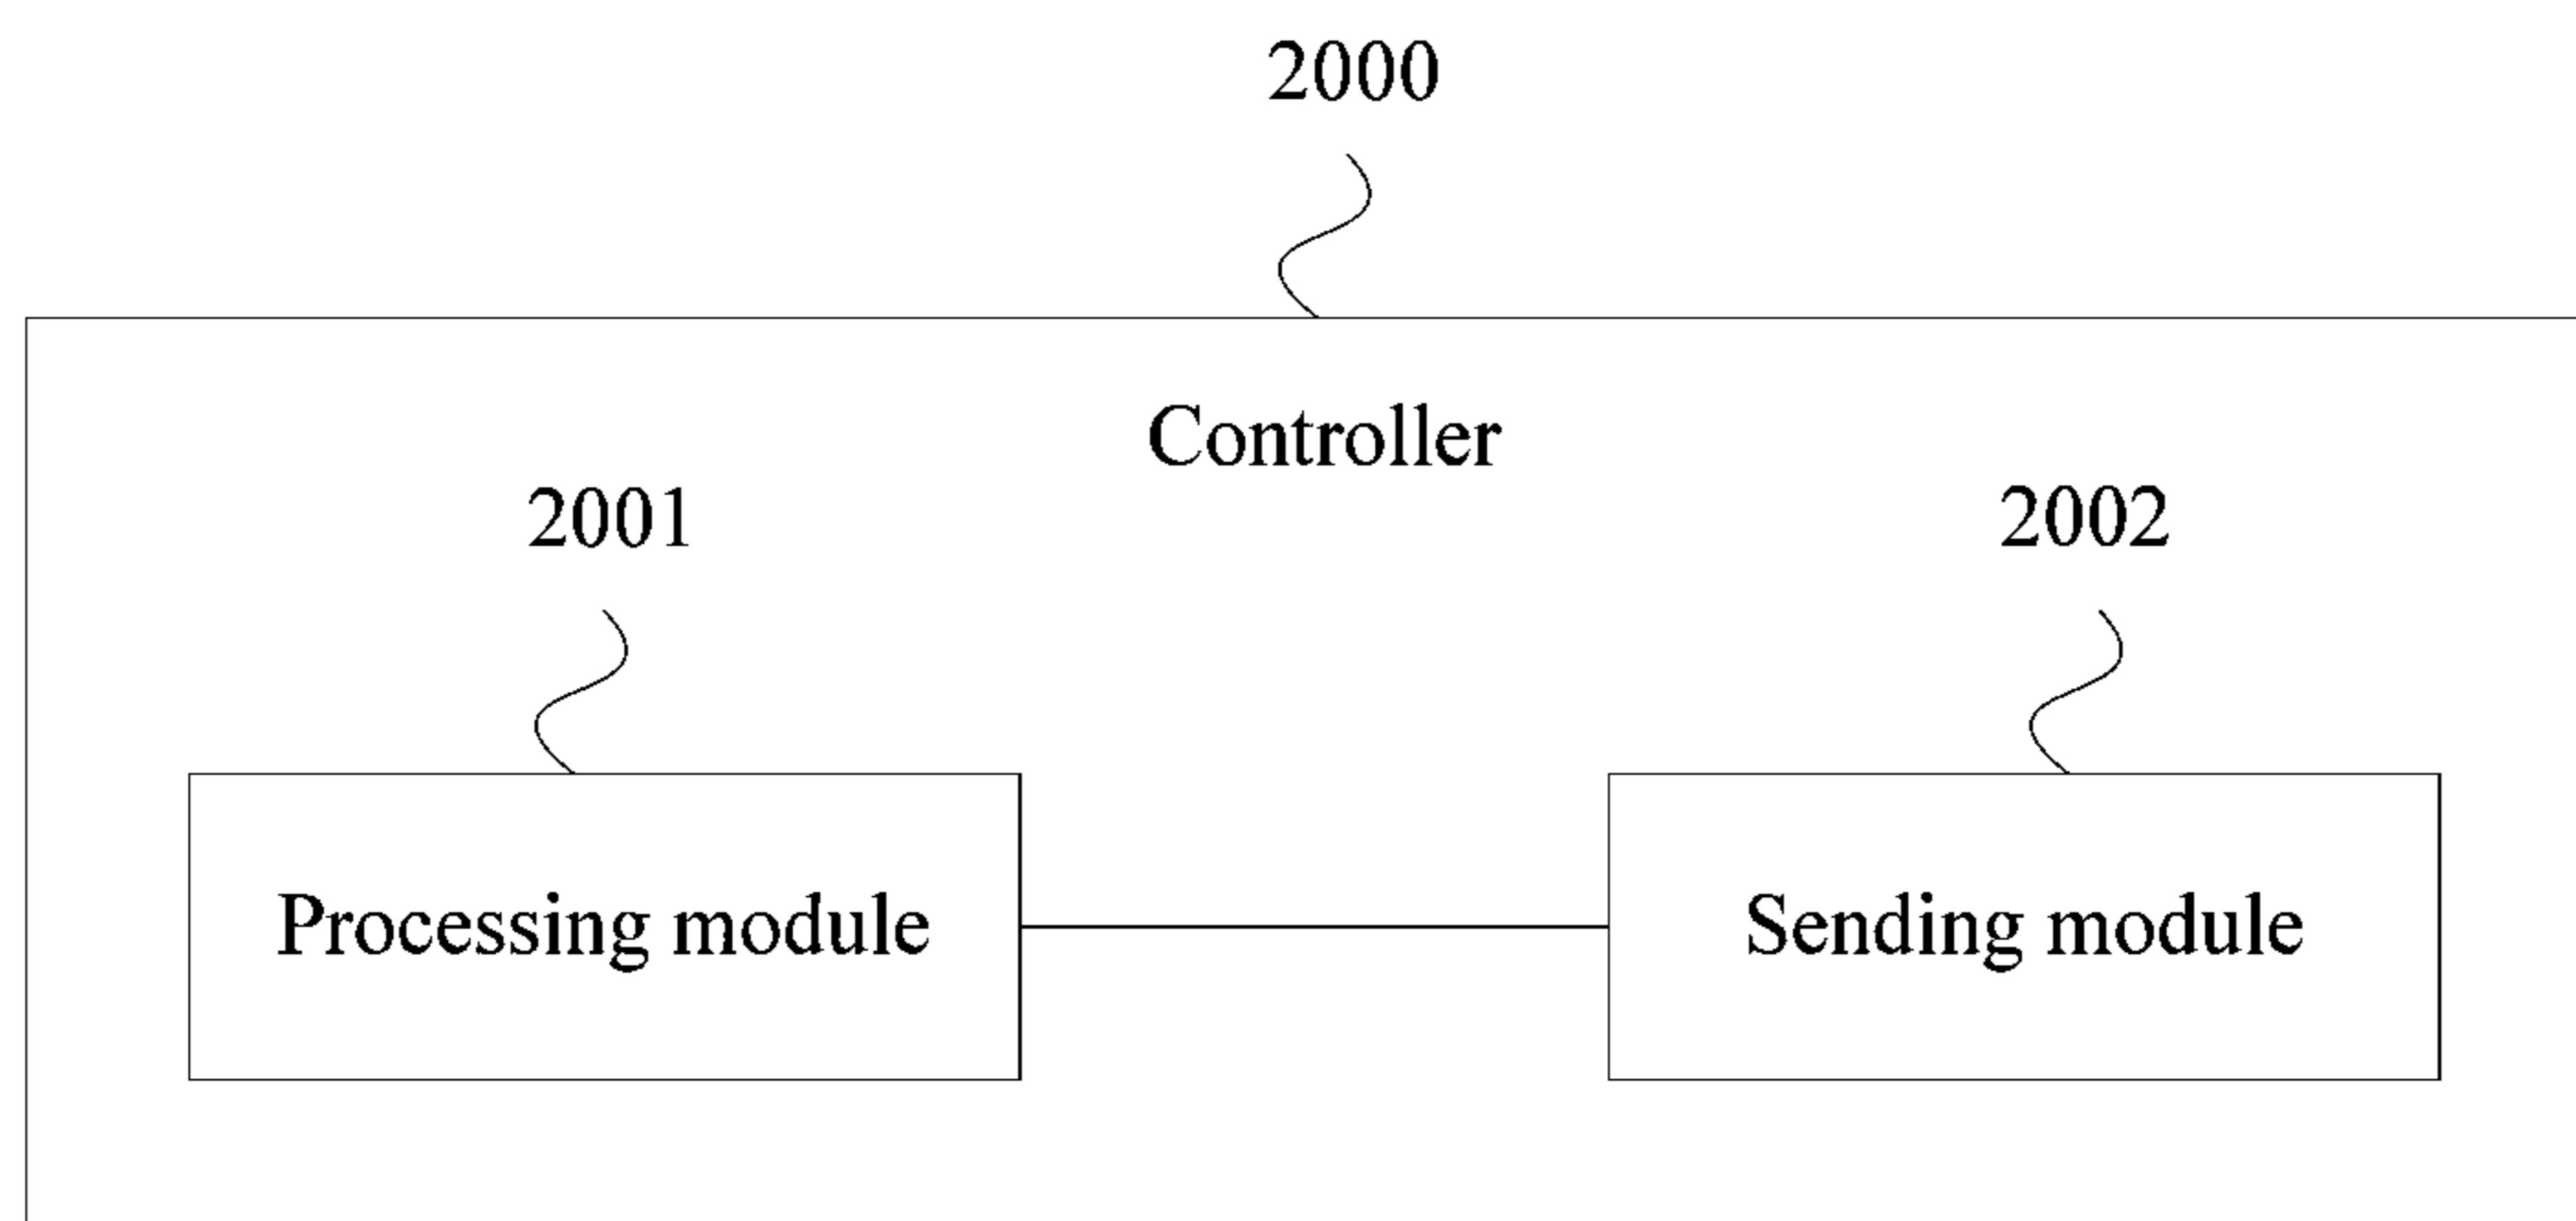 2000
Controller
2001
2002
Processing module
Sending module